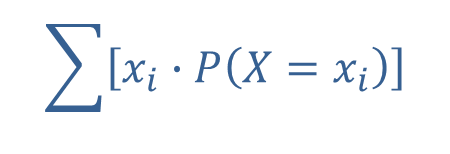 ∑[xᵢ · P(X = xᵢ)]